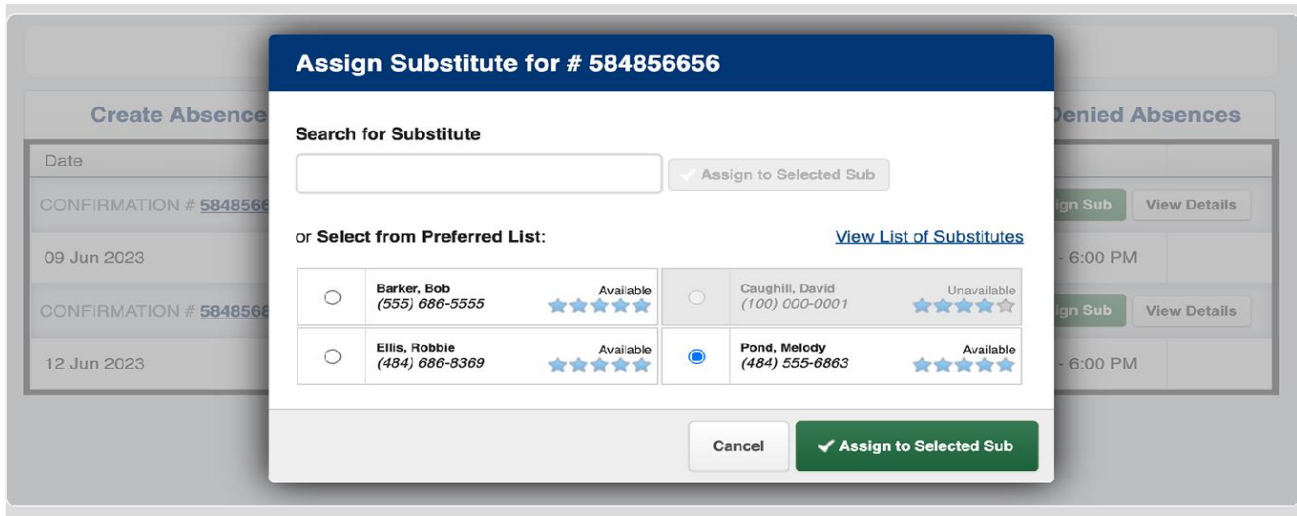 Assign Substitute for # 584856656
Create Absence
Denied Absences
Search for Substitute
Date
Assign to Selected Sub
CONFIRMATION # 5848566
ign Sub View Details
or Select from Preferred List: View List of Substitutes
09 Jun 2023
- 6:00 PM
Barker, Bob Available
(555) 686-5555
Caughill, David Unavailable
(100) 000-0001
CONFIRMATION # 5848568
ign Sub View Details
Ellis, Robbie Available
(484) 686-8369
Pond, Melody Available
(484) 555-6863
12 Jun 2023
- 6:00 PM
Cancel Assign to Selected Sub